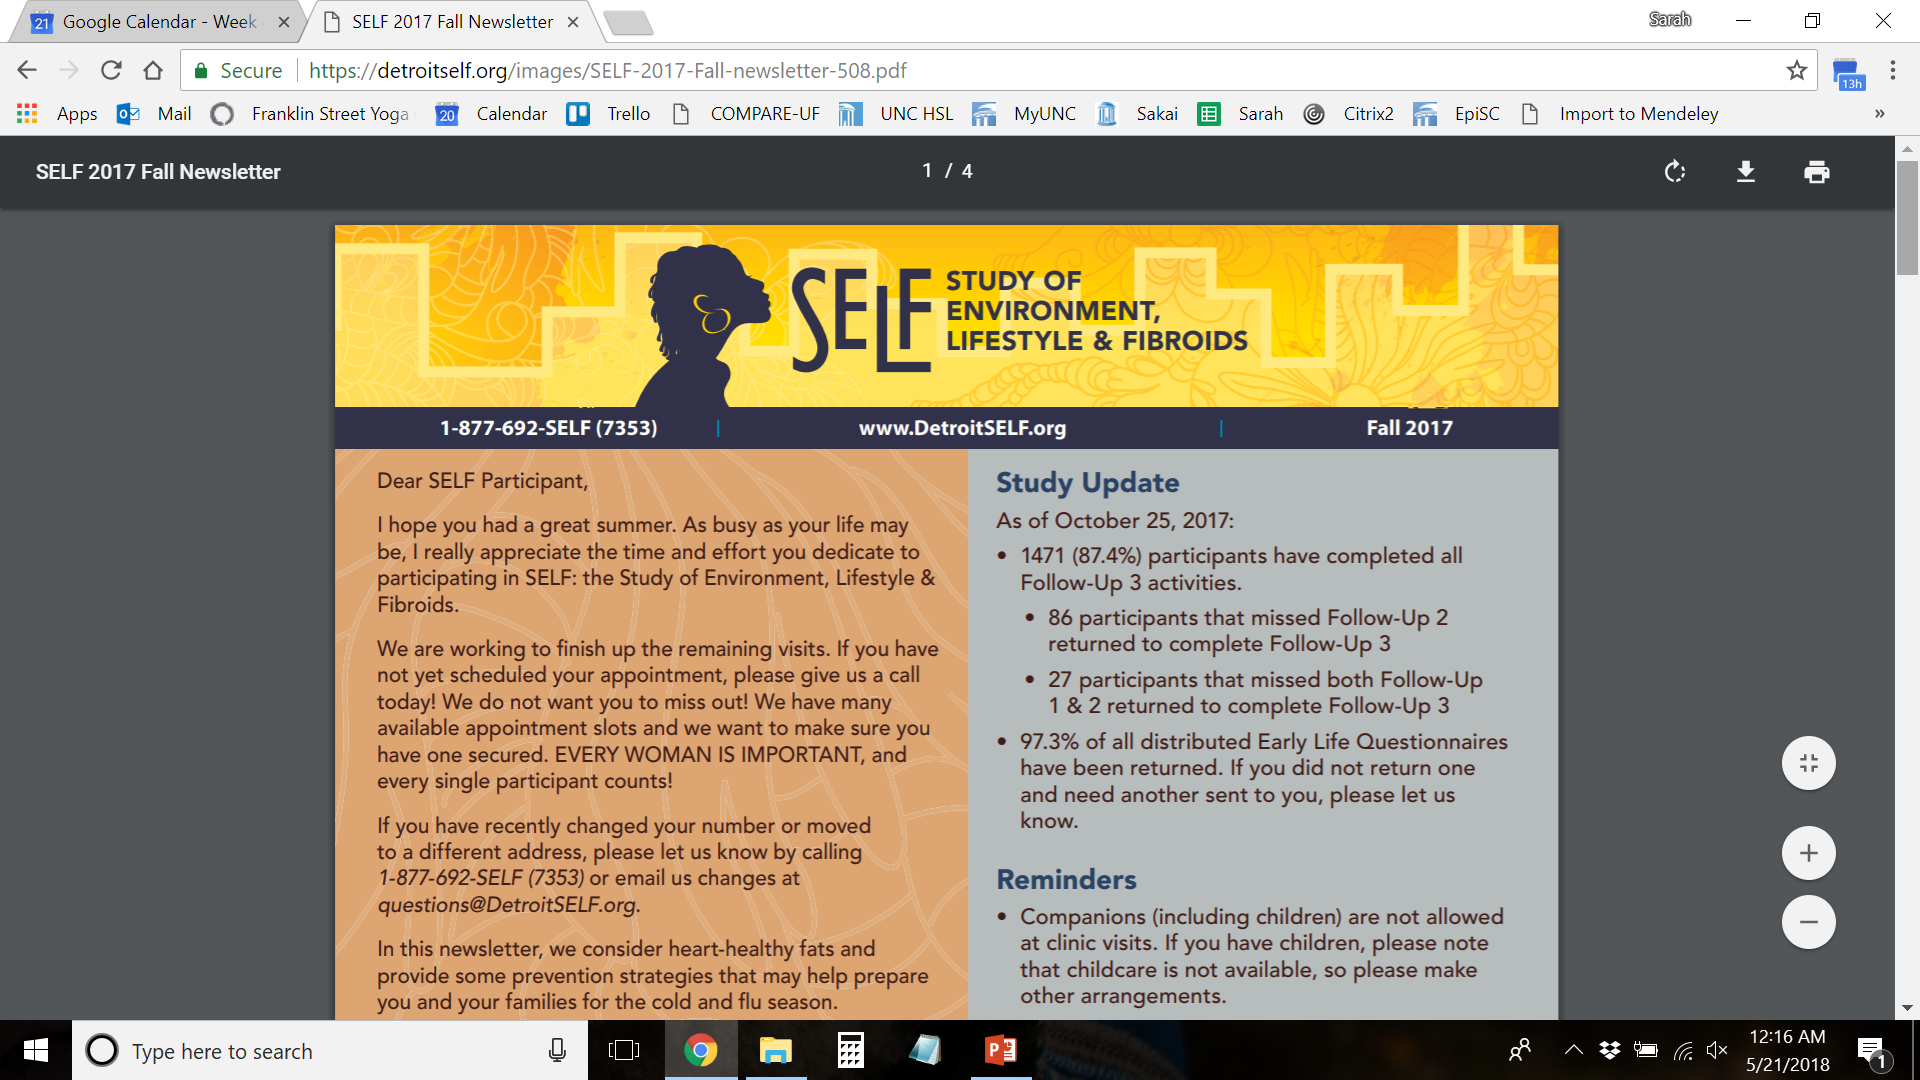 21 Google Calendar - Week
SELF 2017 Fall Newsletter
Sarah
Secure
https://detroitself.org/images/SELF-2017-Fall-newsletter-508.pdf
13h
Apps
Mail
Franklin Street Yoga
20 Calendar
Trello
COMPARE-UF
UNC HSL
MyUNC
Sakai
Sarah
Citrix2
EpiSC
Import to Mendeley
»
SELF 2017 Fall Newsletter
1 / 4
SELF
STUDY OF
ENVIRONMENT,
LIFESTYLE & FIBROIDS
1-877-692-SELF (7353) | www.DetroitSELF.org | Fall 2017
Dear SELF Participant,
I hope you had a great summer. As busy as your life may
be, I really appreciate the time and effort you dedicate to
participating in SELF: the Study of Environment, Lifestyle &
Fibroids.
We are working to finish up the remaining visits. If you have
not yet scheduled your appointment, please give us a call
today! We do not want you to miss out! We have many
available appointment slots and we want to make sure you
have one secured. EVERY WOMAN IS IMPORTANT, and
every single participant counts!
If you have recently changed your number or moved
to a different address, please let us know by calling
1-877-692-SELF (7353) or email us changes at
questions@DetroitSELF.org.
In this newsletter, we consider heart-healthy fats and
provide some prevention strategies that may help prepare
you and your families for the cold and flu season.
Study Update
As of October 25, 2017:
• 1471 (87.4%) participants have completed all
Follow-Up 3 activities.
• 86 participants that missed Follow-Up 2
returned to complete Follow-Up 3
• 27 participants that missed both Follow-Up
1 & 2 returned to complete Follow-Up 3
• 97.3% of all distributed Early Life Questionnaires
have been returned. If you did not return one
and need another sent to you, please let us
know.
Reminders
• Companions (including children) are not allowed
at clinic visits. If you have children, please note
that childcare is not available, so please make
other arrangements.
Type here to search
12:16 AM
5/21/2018
1